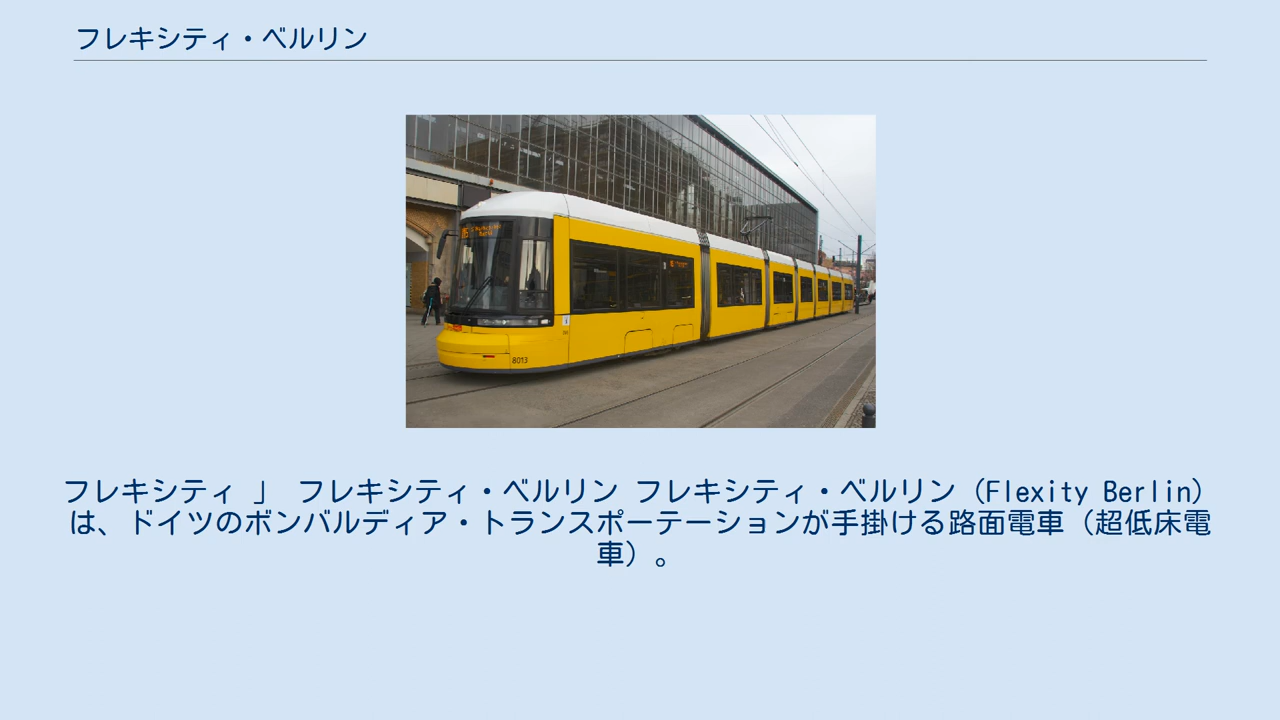 フレキシティ・ベルリン
8013
フレキシティ 」 フレキシティ・ベルリン フレキシティ・ベルリン（Flexity Berlin）
は、ドイツのボンバルディア・トランスポーテーションが手掛ける路面電車（超低床電
車）。